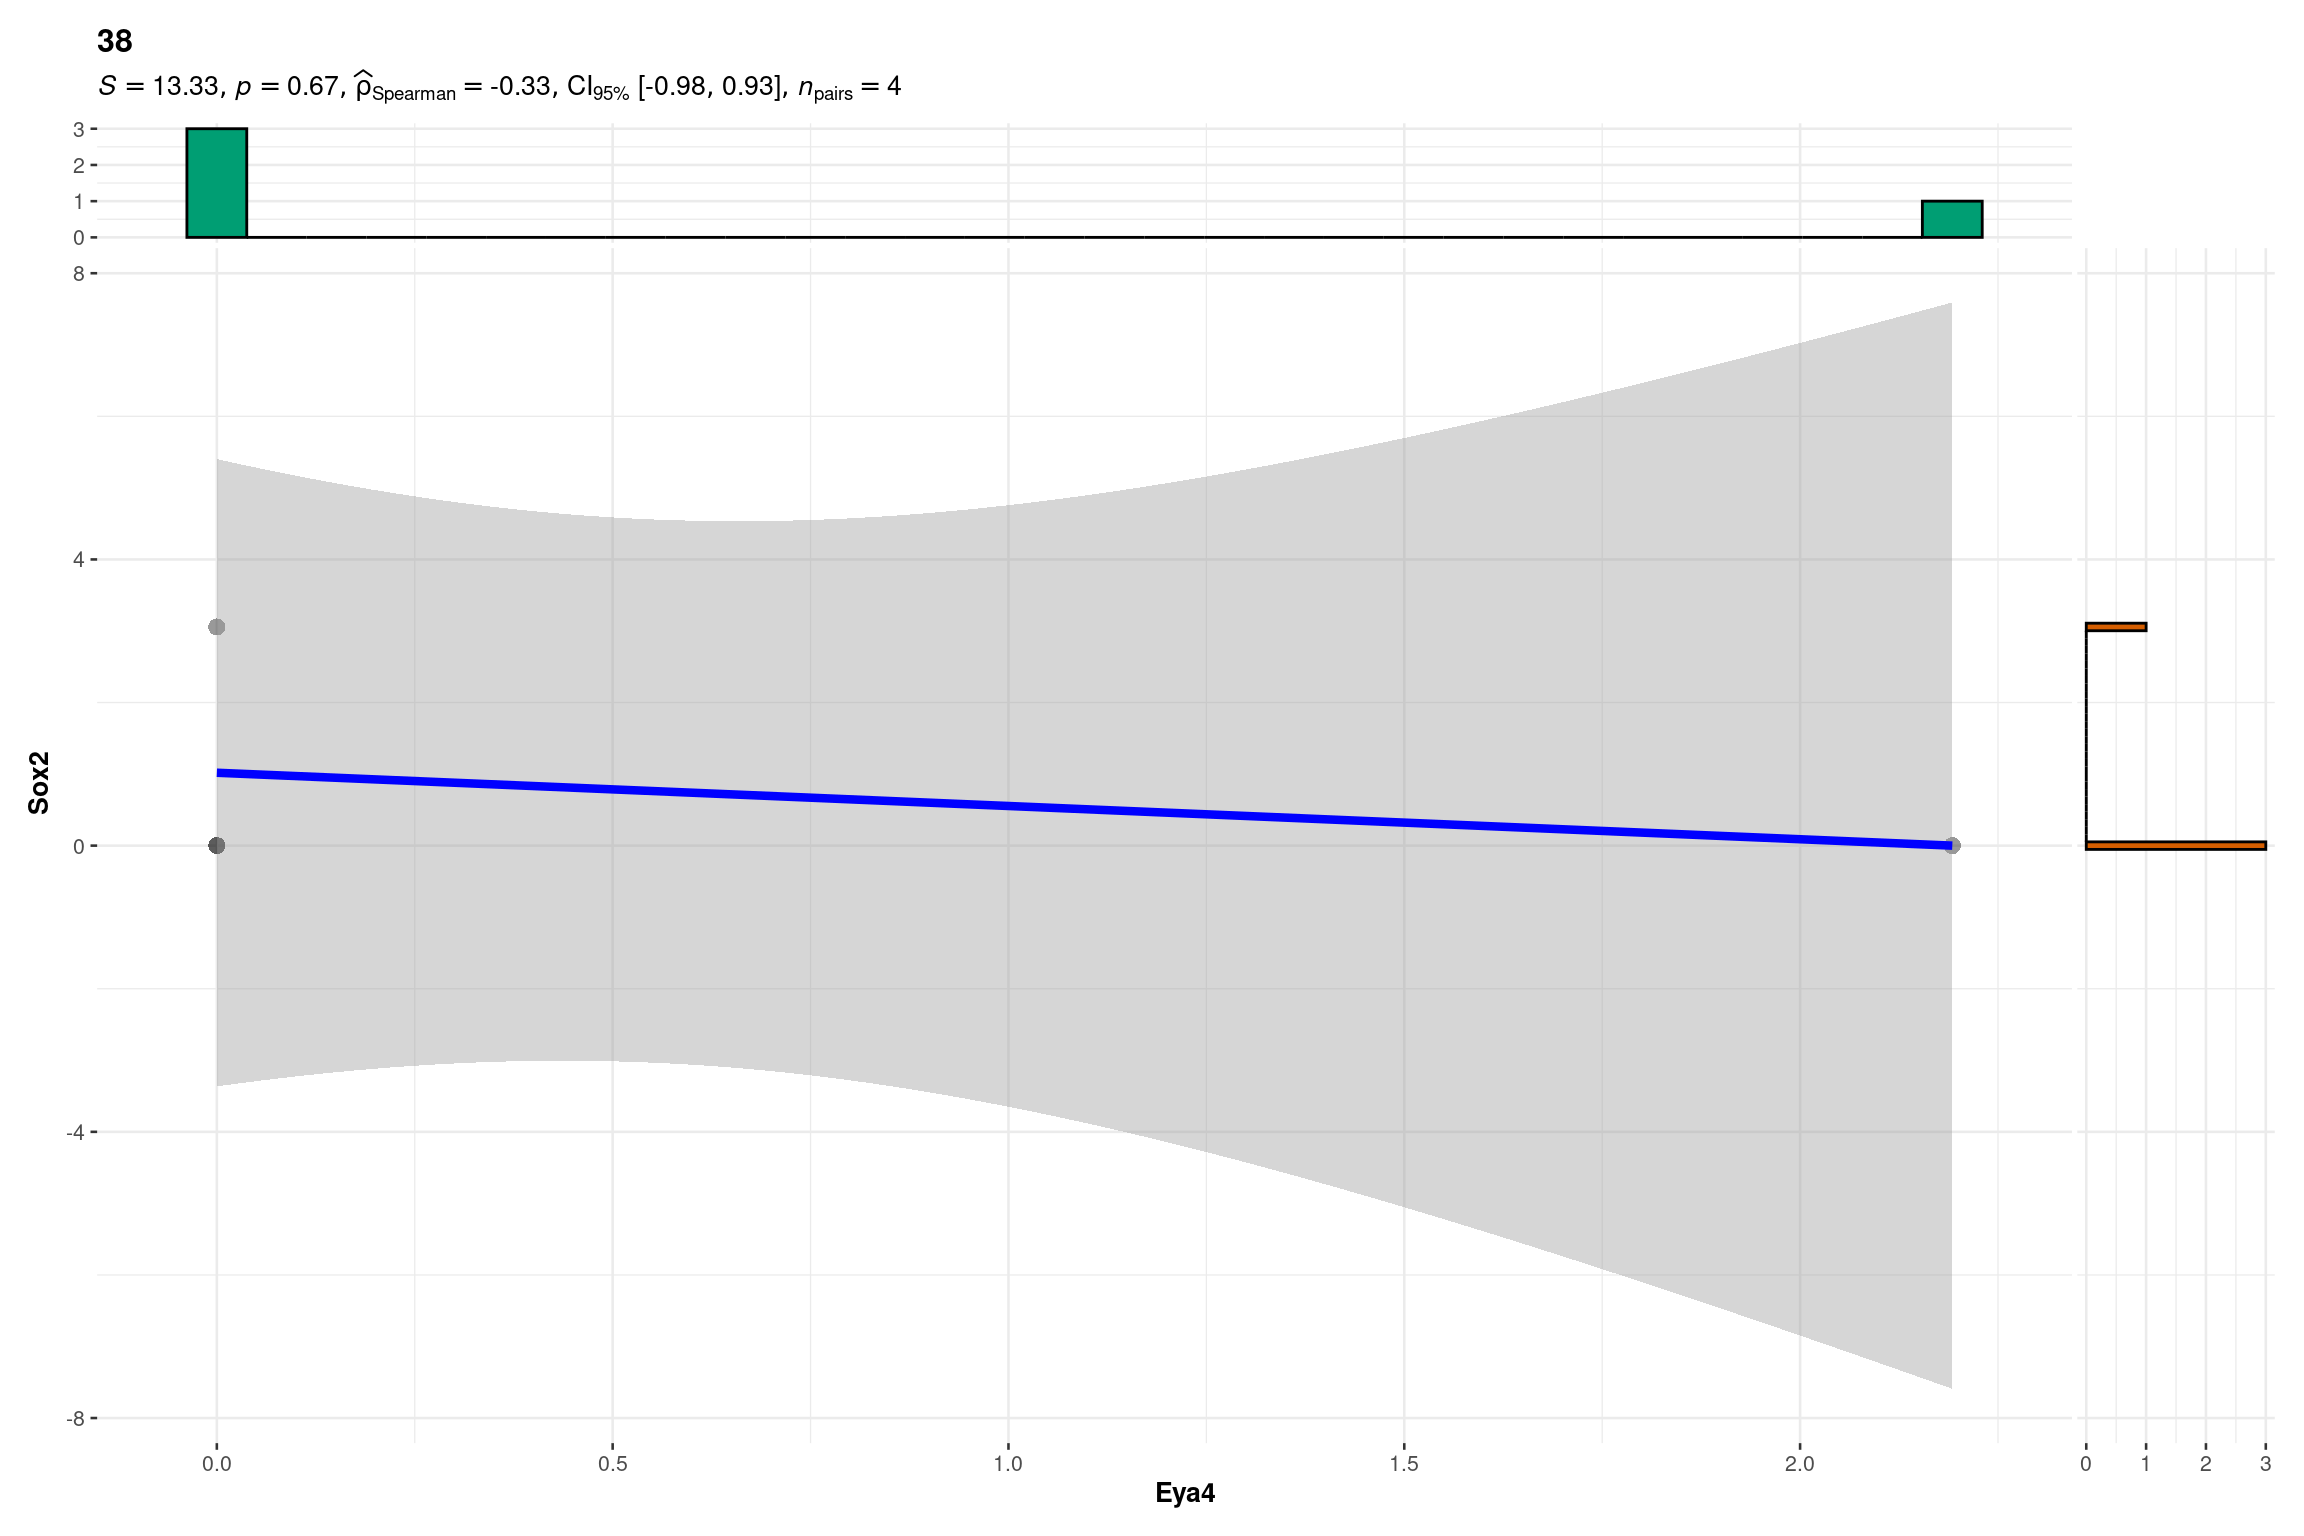 38
S = 13.33, p = 0.67, ρ̂Spearman = -0.33, CI95% [-0.98, 0.93], npairs = 4
3
2
1
0
8
4
0
-4
-8
Sox2
0.0 0.5 1.0 1.5 2.0
0 1 2 3
Eya4